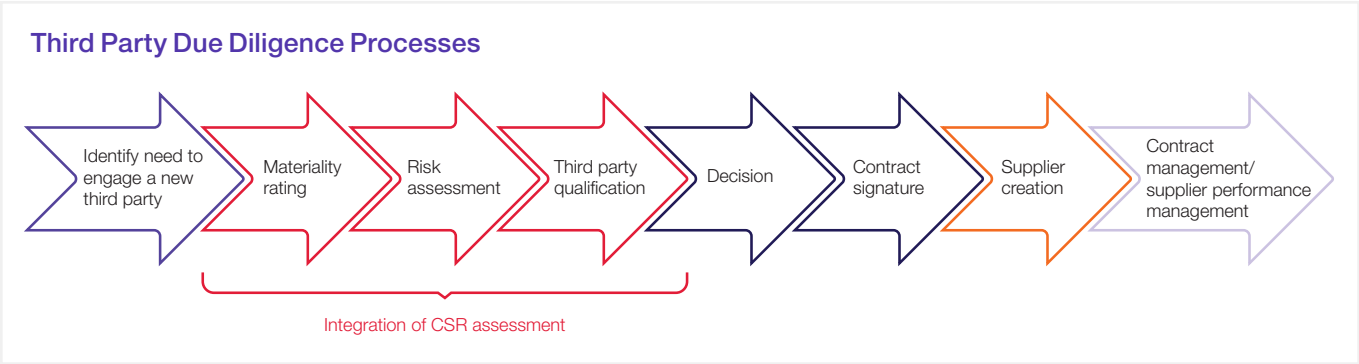 Third Party Due Diligence Processes
Identify need to
engage a new
third party
Materiality
rating
Risk
assessment
Third party
qualification
Decision
Contract
signature
Supplier
creation
Contract
management/
supplier performance
management
Integration of CSR assessment